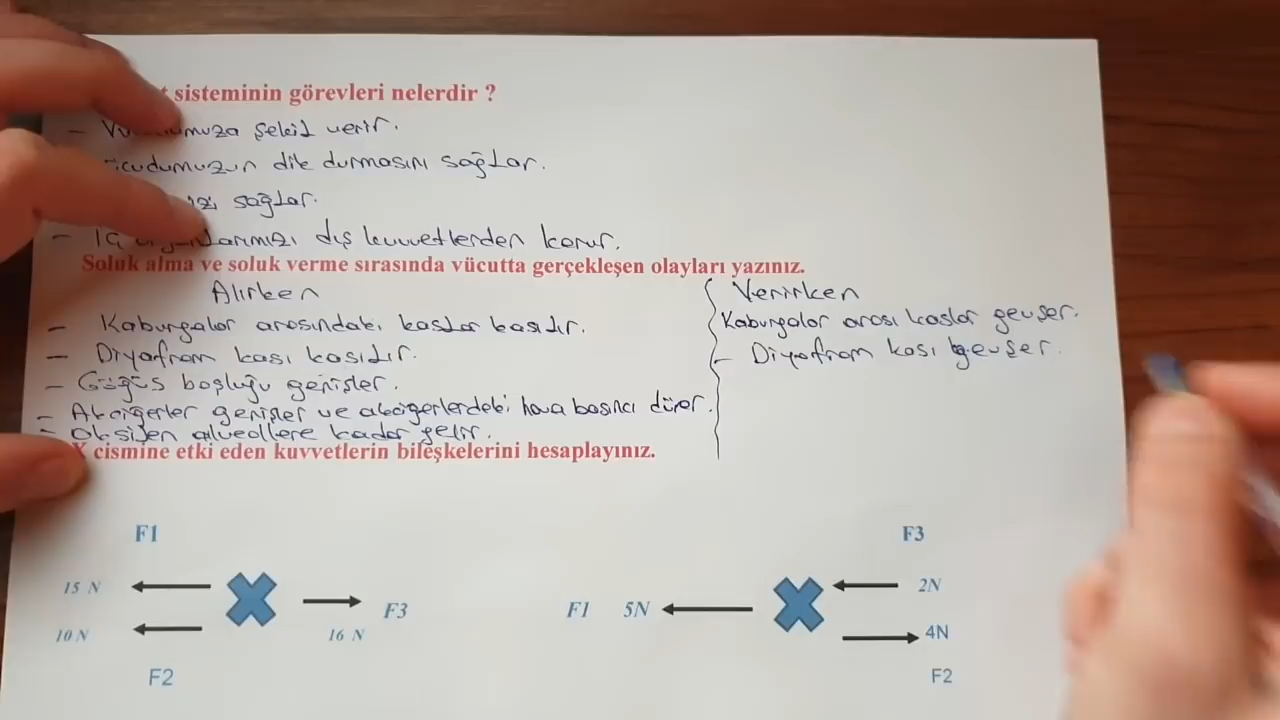 sisteminin görevleri nelerdir ?
- şekil verir.
dik durmasını sağlar.
sağlar.
- İç dış kuvvetlerden korur.
Soluk alma ve soluk verme sırasında vücutta gerçekleşen olayları yazınız.
Alırken
- Kaburgalar arasındaki kaslar kasılır.
- Diyafram kası kasılır.
- Göğüs boşluğu genişler.
- Akciğerler genişler ve akciğerlerdeki hava basıncı düşer.
- Oksijen alveollere kadar gelir.
Verirken
Kaburgalar arası kaslar gevşer.
- Diyafram kası gevşer.
X cismine etki eden kuvvetlerin bileşkelerini hesaplayınız.
F1
15 N
10 N
F2
F3
16 N
F1 5N
F3
2N
4N
F2